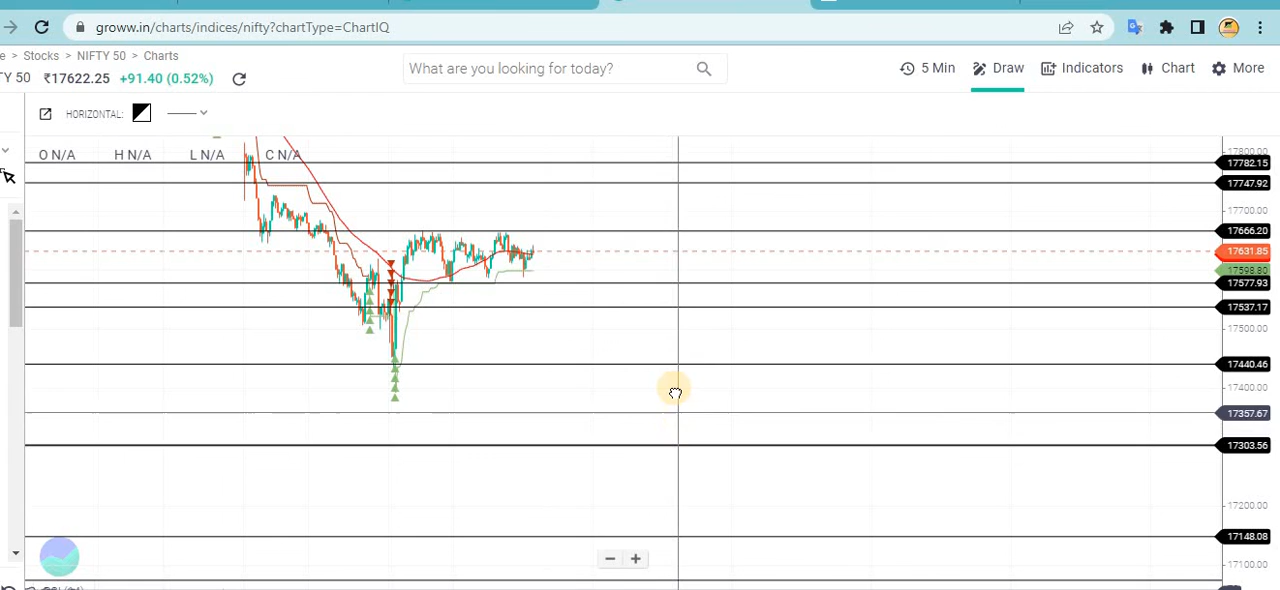 groww.in/charts/indices/nifty?chartType=ChartIQ
e > Stocks > NIFTY 50 > Charts
TY 50 ₹17622.25 +91.40 (0.52%)
What are you looking for today?
5 Min Draw Indicators Chart More
HORIZONTAL:
O N/A H N/A L N/A C N/A
17800.00
17782.15
17747.92
17700.00
17666.20
17631.85
17598.80
17577.93
17537.17
17500.00
17440.46
17400.00
17357.67
17303.56
17200.00
17148.08
17100.00